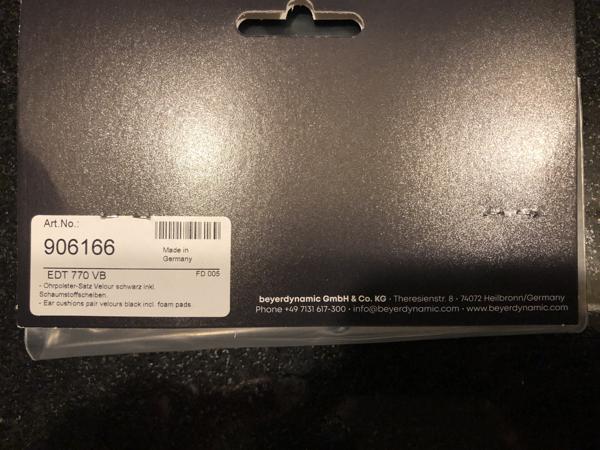 Art.No.:
906166
Made in
Germany
EDT 770 VB
FD 005
- Ohrpolster-Satz Velour schwarz inkl.
Schaumstoffscheiben.
- Ear cushions pair velours black incl. foam pads
beyerdynamic GmbH & Co. KG · Theresienstr. 8 · 74072 Heilbronn/Germany
Phone +49 7131 617-300 · info@beyerdynamic.com · www.beyerdynamic.com